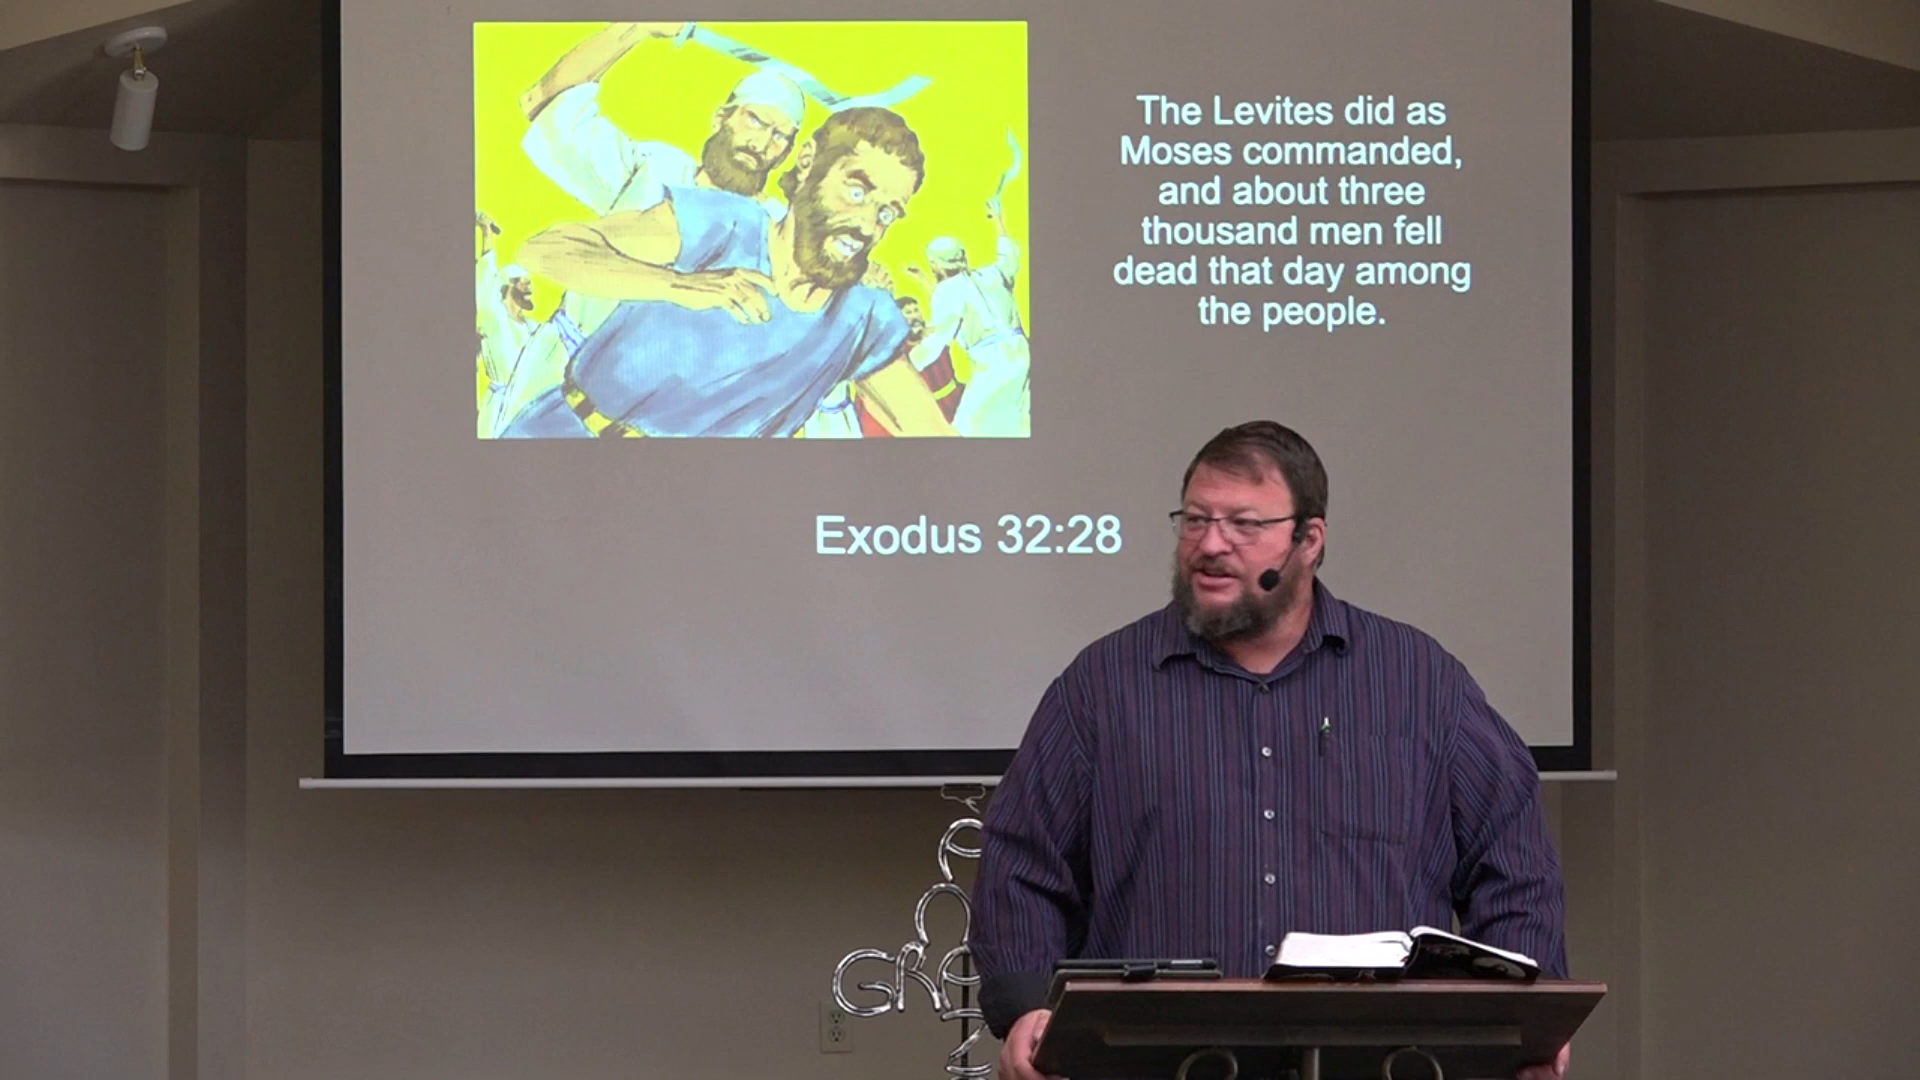 The Levites did as
Moses commanded,
and about three
thousand men fell
dead that day among
the people.
Exodus 32:28